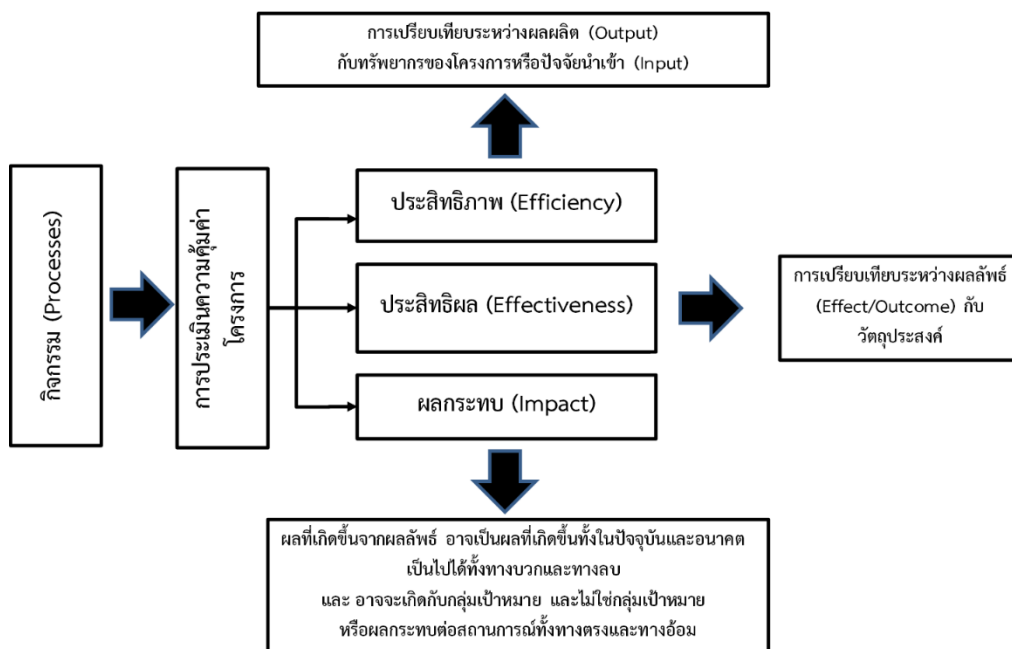 การเปรียบเทียบระหว่างผลผลิต (Output)
กับทรัพยากรของโครงการหรือปัจจัยนำเข้า (Input)
กิจกรรม (Processes)
การประเมินความคุ้มค่า
โครงการ
ประสิทธิภาพ (Efficiency)
ประสิทธิผล (Effectiveness)
ผลกระทบ (Impact)
การเปรียบเทียบระหว่างผลลัพธ์
(Effect/Outcome) กับ
วัตถุประสงค์
ผลที่เกิดขึ้นจากผลลัพธ์ อาจเป็นผลที่เกิดขึ้นทั้งในปัจจุบันและอนาคต
เป็นไปได้ทั้งทางบวกและทางลบ
และ อาจจะเกิดกับกลุ่มเป้าหมาย และไม่ใช่กลุ่มเป้าหมาย
หรือผลกระทบต่อสถานการณ์ทั้งทางตรงและทางอ้อม